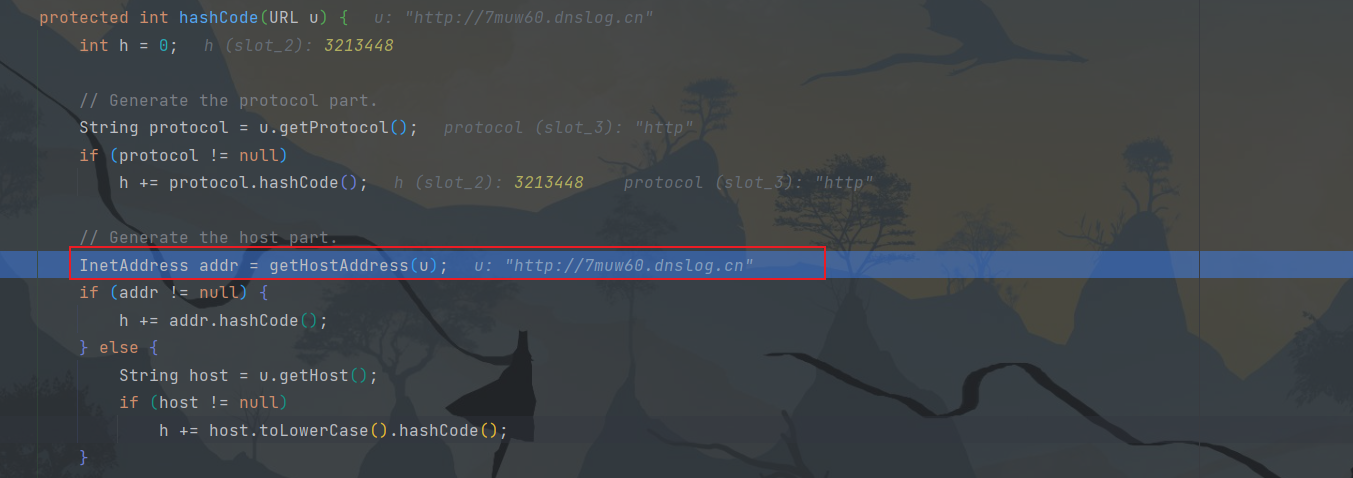 protected int hashCode(URL u) {   u: "http://7muw60.dnslog.cn"
    int h = 0;   h (slot_2): 3213448
    // Generate the protocol part.
    String protocol = u.getProtocol();   protocol (slot_3): "http"
    if (protocol != null)
        h += protocol.hashCode();   h (slot_2): 3213448    protocol (slot_3): "http"
    // Generate the host part.
    InetAddress addr = getHostAddress(u);   u: "http://7muw60.dnslog.cn"
    if (addr != null) {
        h += addr.hashCode();
    } else {
        String host = u.getHost();
        if (host != null)
            h += host.toLowerCase().hashCode();
    }